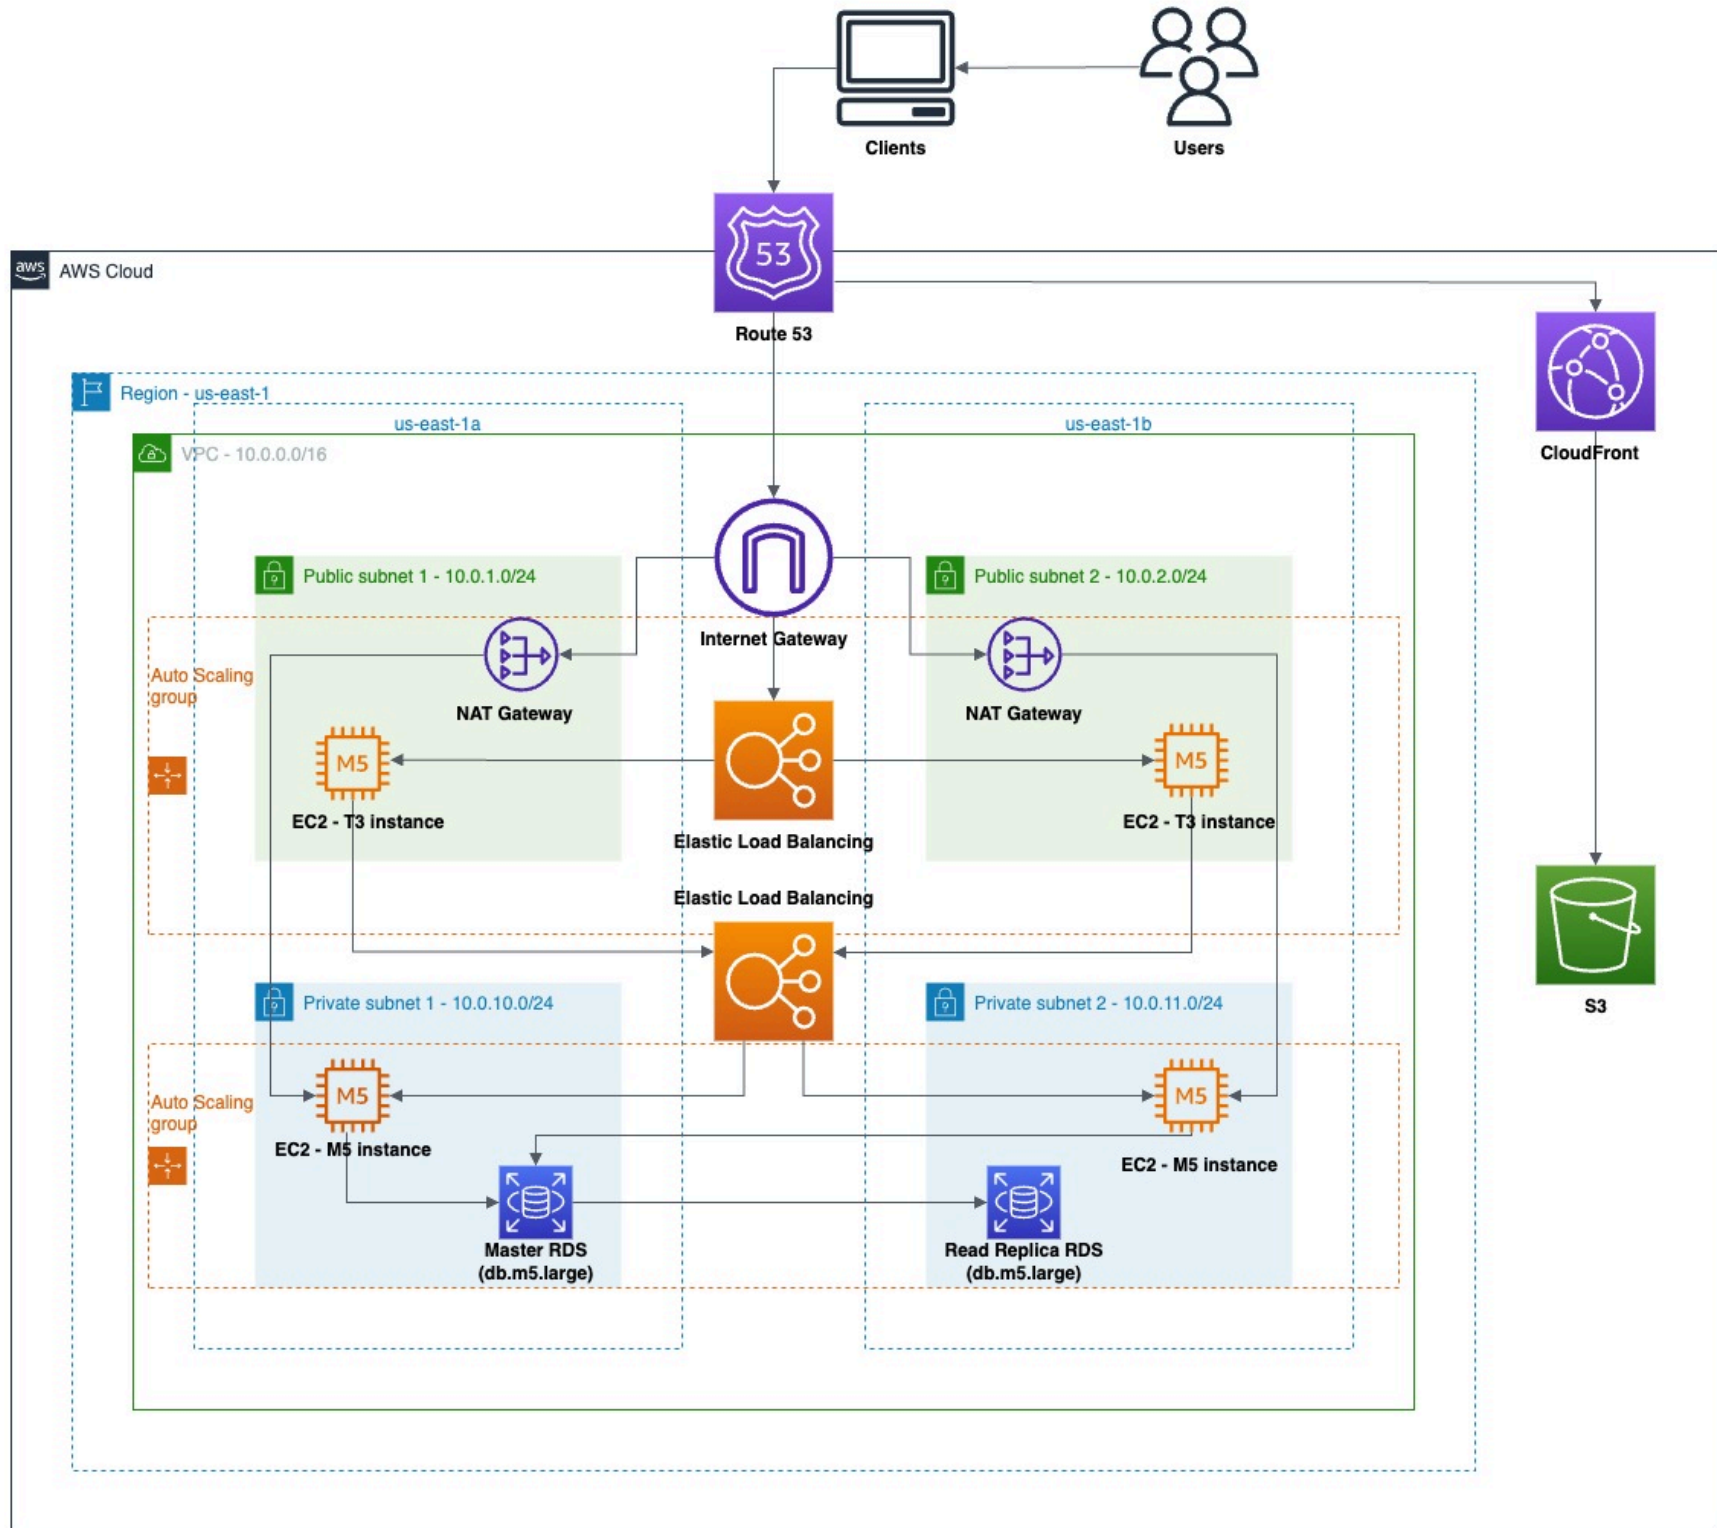 Clients
Users
53
aws
AWS Cloud
Route 53
Region - us-east-1
us-east-1a
us-east-1b
CloudFront
VPC - 10.0.0.0/16
Public subnet 1 - 10.0.1.0/24
Public subnet 2 - 10.0.2.0/24
Internet Gateway
Auto Scaling
group
NAT Gateway
NAT Gateway
M5
M5
EC2 - T3 instance
EC2 - T3 instance
Elastic Load Balancing
Elastic Load Balancing
Private subnet 1 - 10.0.10.0/24
Private subnet 2 - 10.0.11.0/24
S3
Auto Scaling
group
M5
M5
EC2 - M5 instance
EC2 - M5 instance
Master RDS
(db.m5.large)
Read Replica RDS
(db.m5.large)